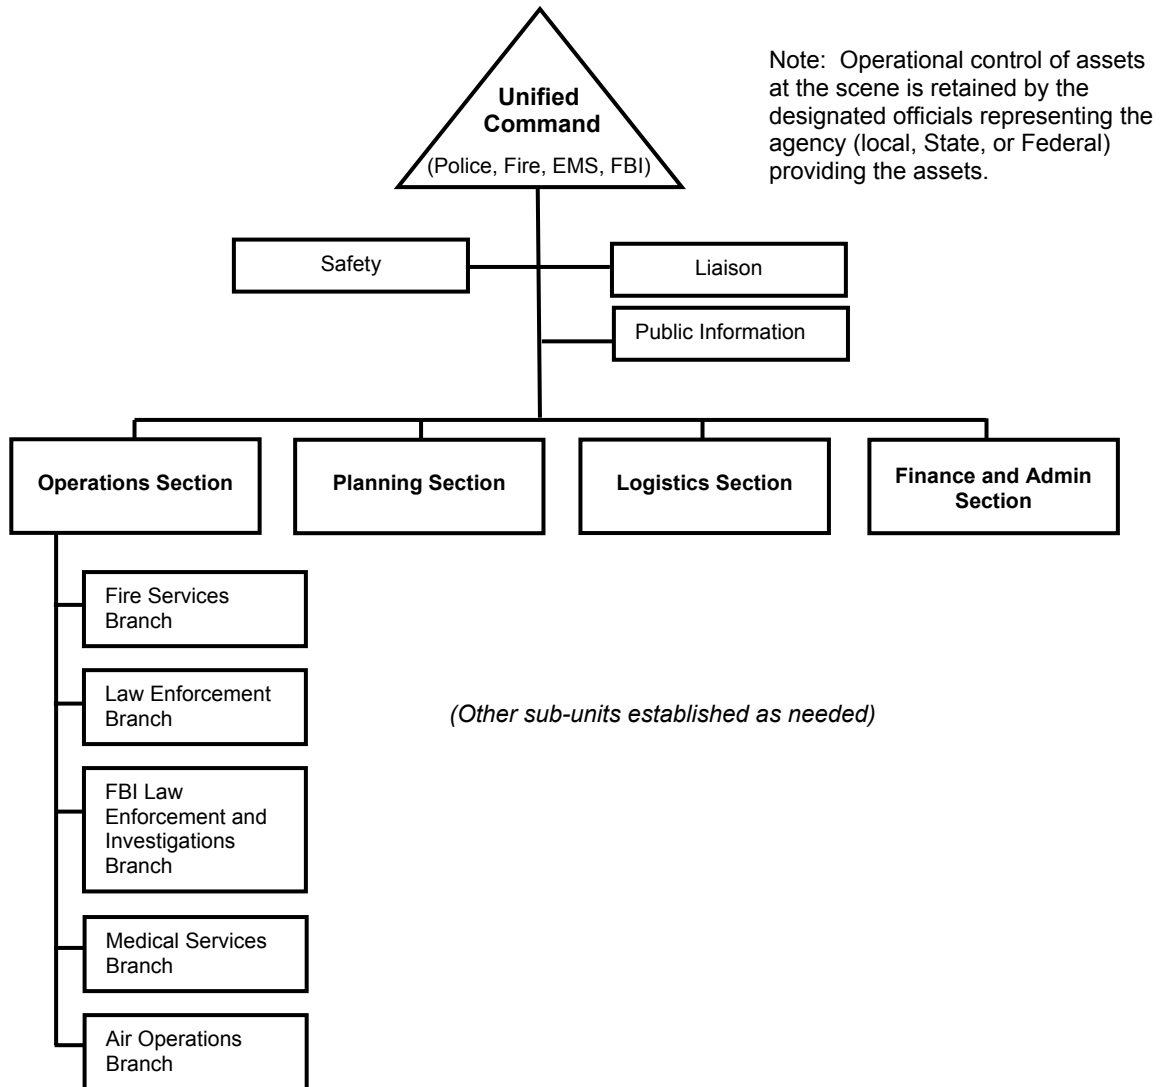 Unified
Command
(Police, Fire, EMS, FBI)
Note: Operational control of assets
at the scene is retained by the
designated officials representing the
agency (local, State, or Federal)
providing the assets.
Safety
Liaison
Public Information
Operations Section
Planning Section
Logistics Section
Finance and Admin
Section
Fire Services
Branch
Law Enforcement
Branch
(Other sub-units established as needed)
FBI Law
Enforcement and
Investigations
Branch
Medical Services
Branch
Air Operations
Branch